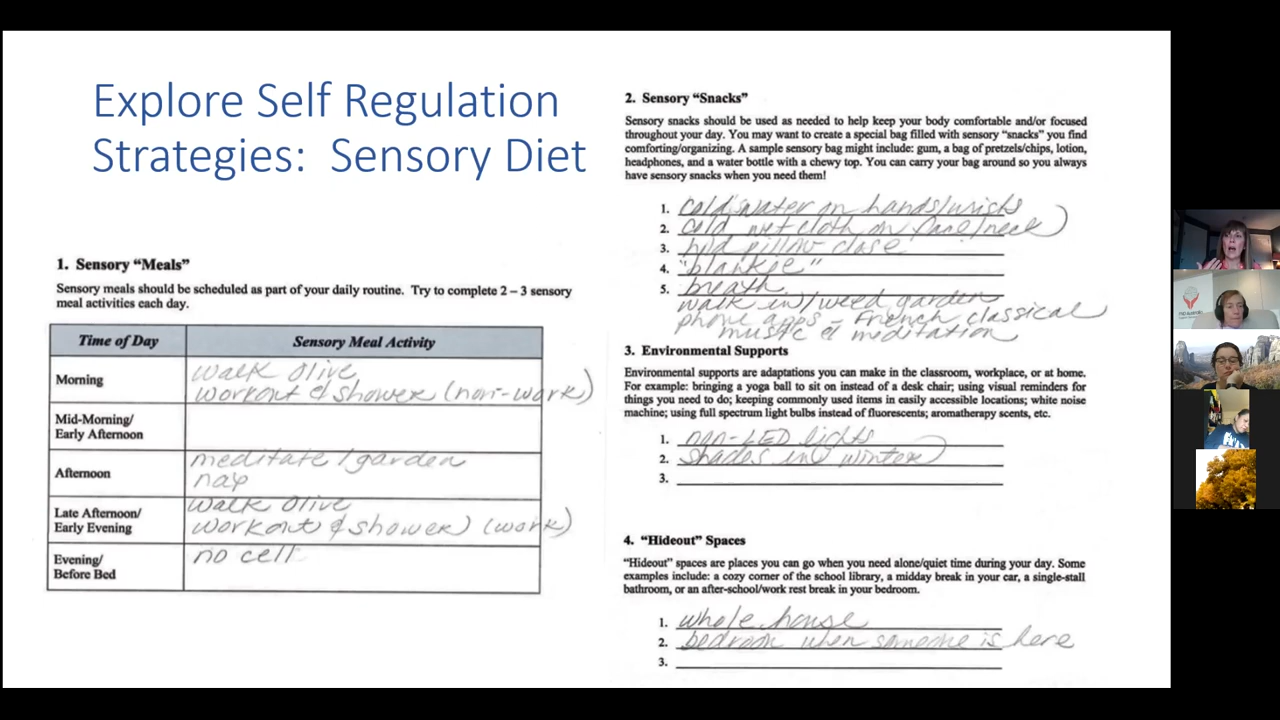 Explore Self Regulation
Strategies: Sensory Diet
1. Sensory “Meals”
Sensory meals should be scheduled as part of your daily routine. Try to complete 2 – 3 sensory
meal activities each day.
Time of Day Sensory Meal Activity
Morning
walk Olive
workout & shower (non-work)
Mid-Morning/
Early Afternoon
Afternoon
meditate/garden
nap
Late Afternoon/
Early Evening
walk Olive
workout & shower (work)
Evening/
Before Bed
no cell
2. Sensory “Snacks”
Sensory snacks should be used as needed to help keep your body comfortable and/or focused
throughout your day. You may want to create a special bag filled with sensory “snacks” you find
comforting/organizing. A sample sensory bag might include: gum, a bag of pretzels/chips, lotion,
headphones, and a water bottle with a chewy top. You can carry your bag around so you always
have sensory snacks when you need them!
1. cold water on hands/wrists
2. cold wet cloth on face/neck
3. hold pillow close
4. "blankee"
5. breath
walk in/weed garden
phone apps - French classical
music & meditation
3. Environmental Supports
Environmental supports are adaptations you can make in the classroom, workplace, or at home.
For example: bringing a yoga ball to sit on instead of a desk chair; using visual reminders for
things you need to do; keeping commonly used items in easily accessible locations; white noise
machine; using full spectrum light bulbs instead of fluorescents; aromatherapy scents, etc.
1. non-LED lights
2. shades in winter
3.
4. “Hideout” Spaces
"Hideout" spaces are places you can go when you need alone/quiet time during your day. Some
examples include: a cozy corner of the school library, a midday break in your car, a single-stall
bathroom, or an after-school/work rest break in your bedroom.
1. whole house
2. bedroom when someone is here
3.